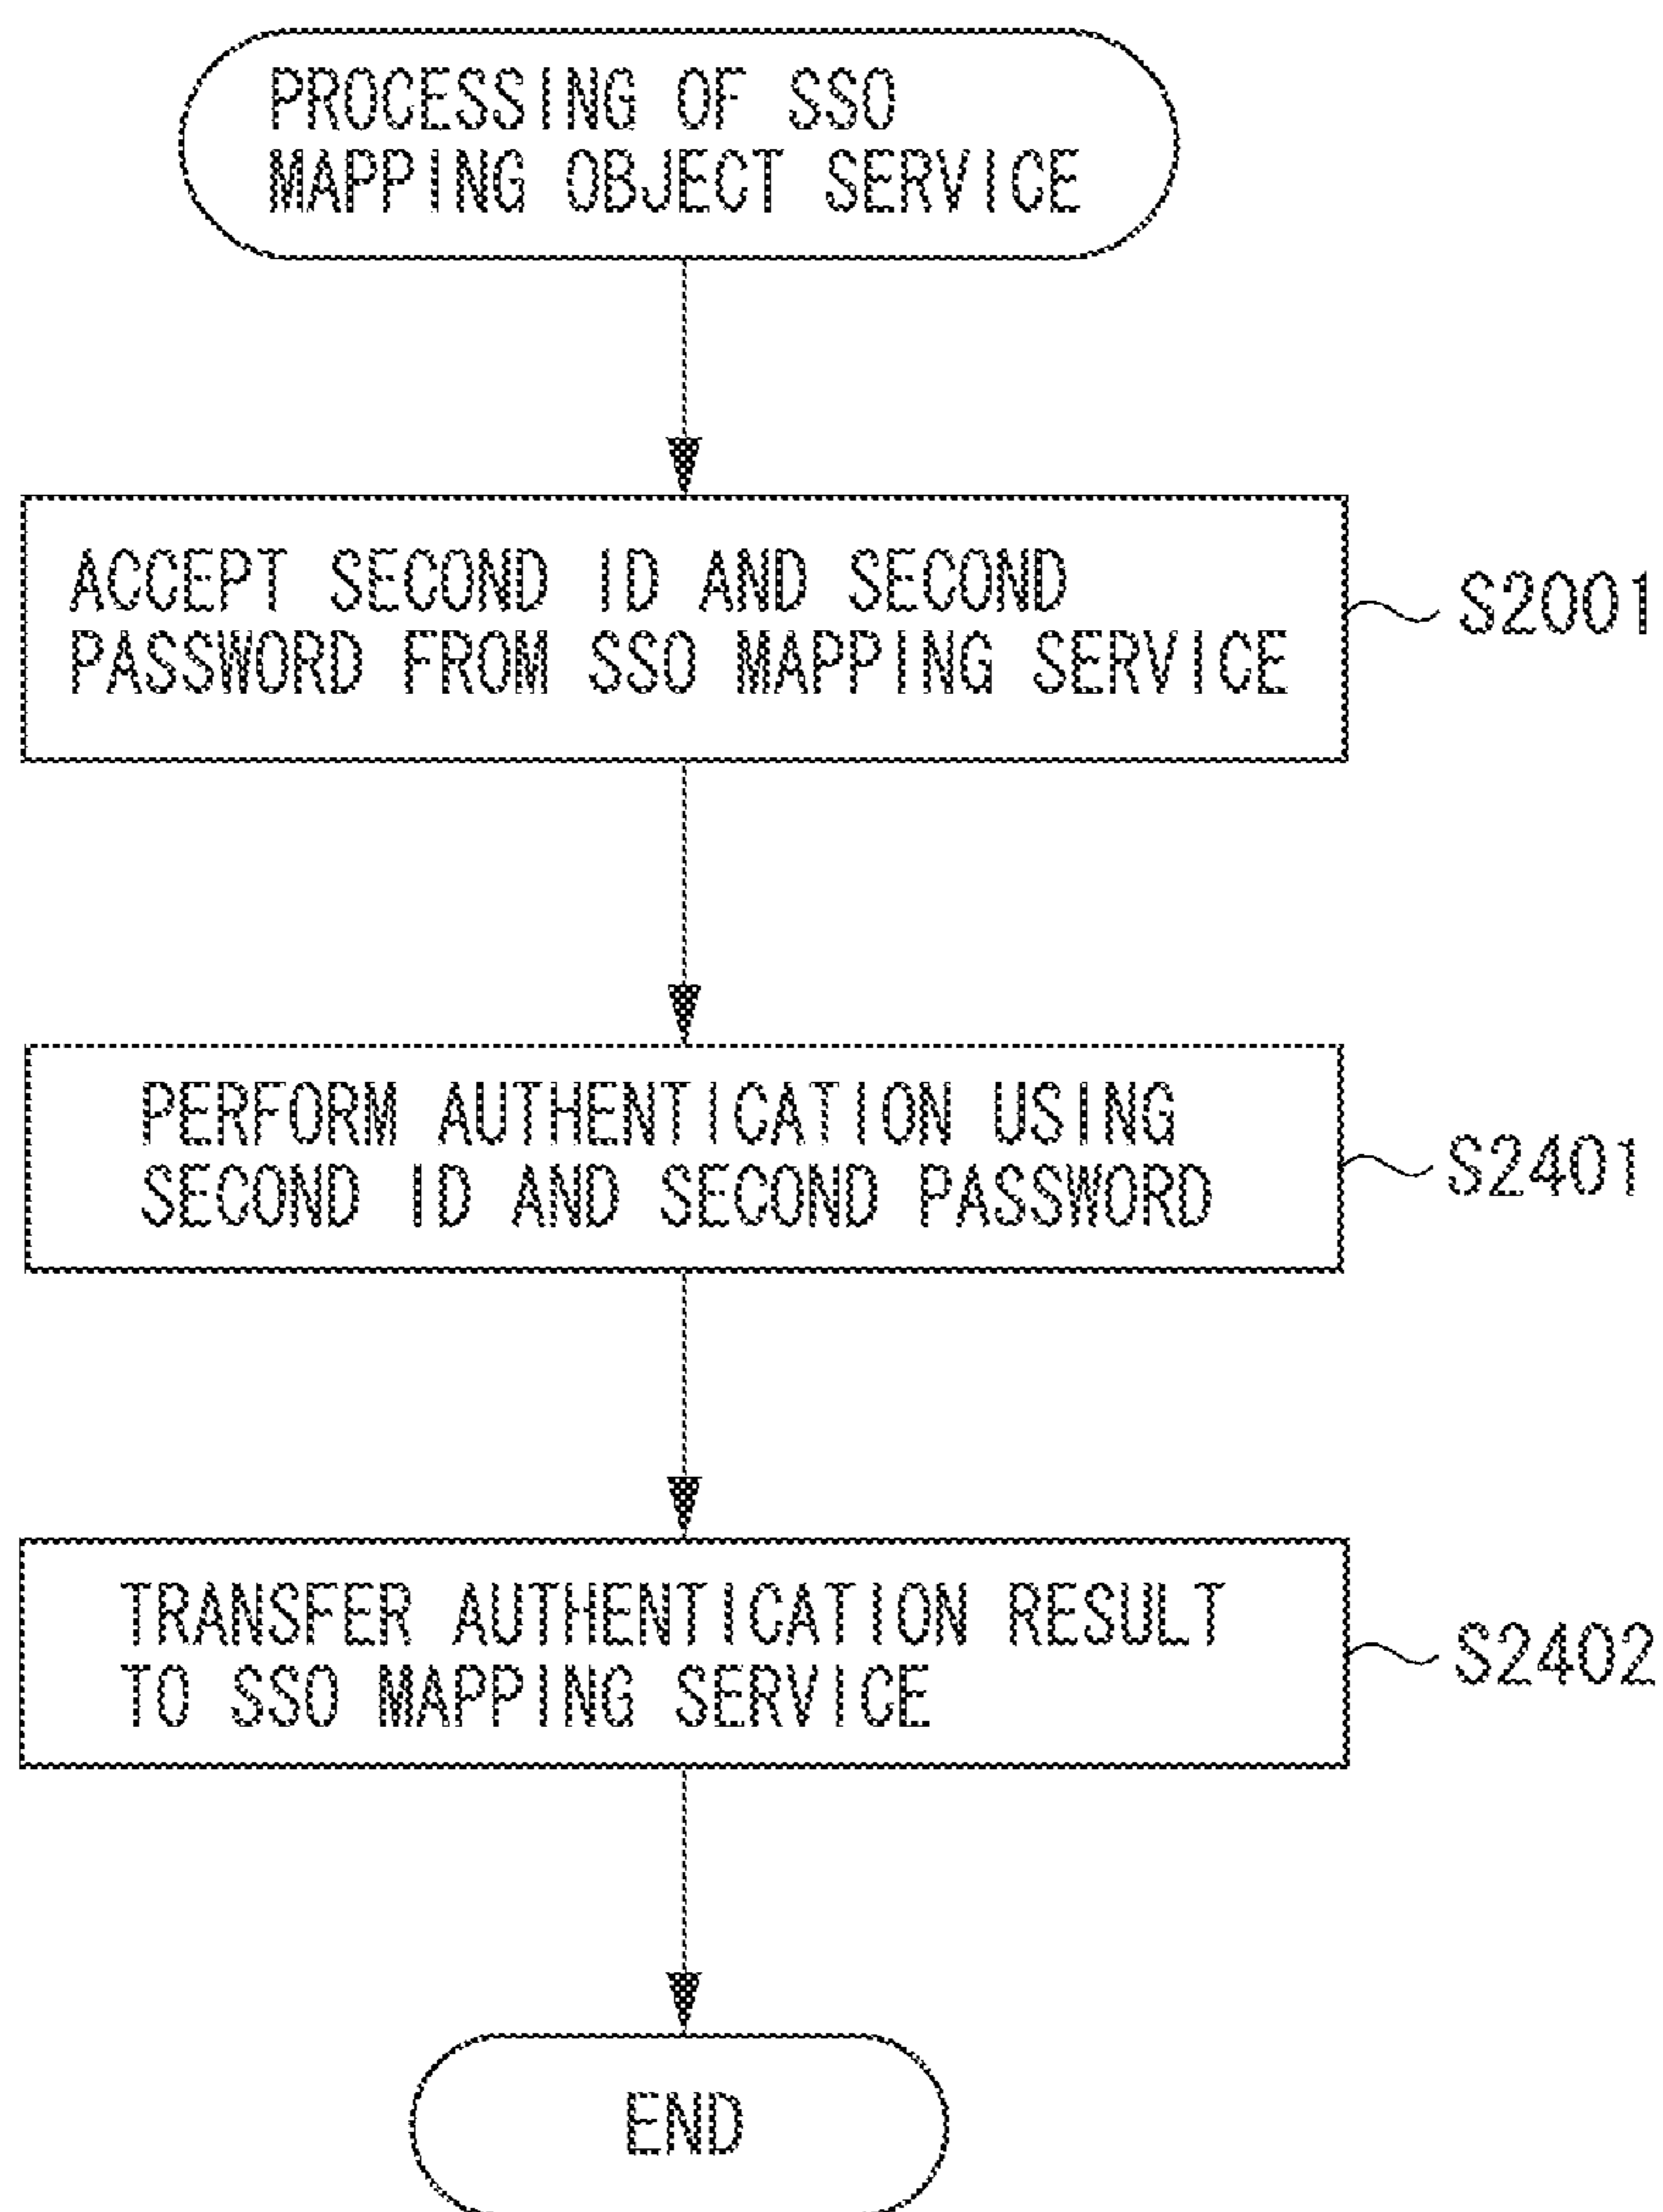 PROCESSING OF SSO
MAPPING OBJECT SERVICE
ACCEPT SECOND ID AND SECOND
PASSWORD FROM SSO MAPPING SERVICE
S2001
PERFORM AUTHENTICATION USING
SECOND ID AND SECOND PASSWORD
S2401
TRANSFER AUTHENTICATION RESULT
TO SSO MAPPING SERVICE
S2402
END